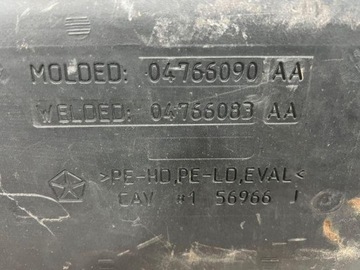 MOLDED: 04766090 AA
WELDED: 04766083 AA
>PE-HD,PE-LD,EVAL<
CAV #1 56966 I